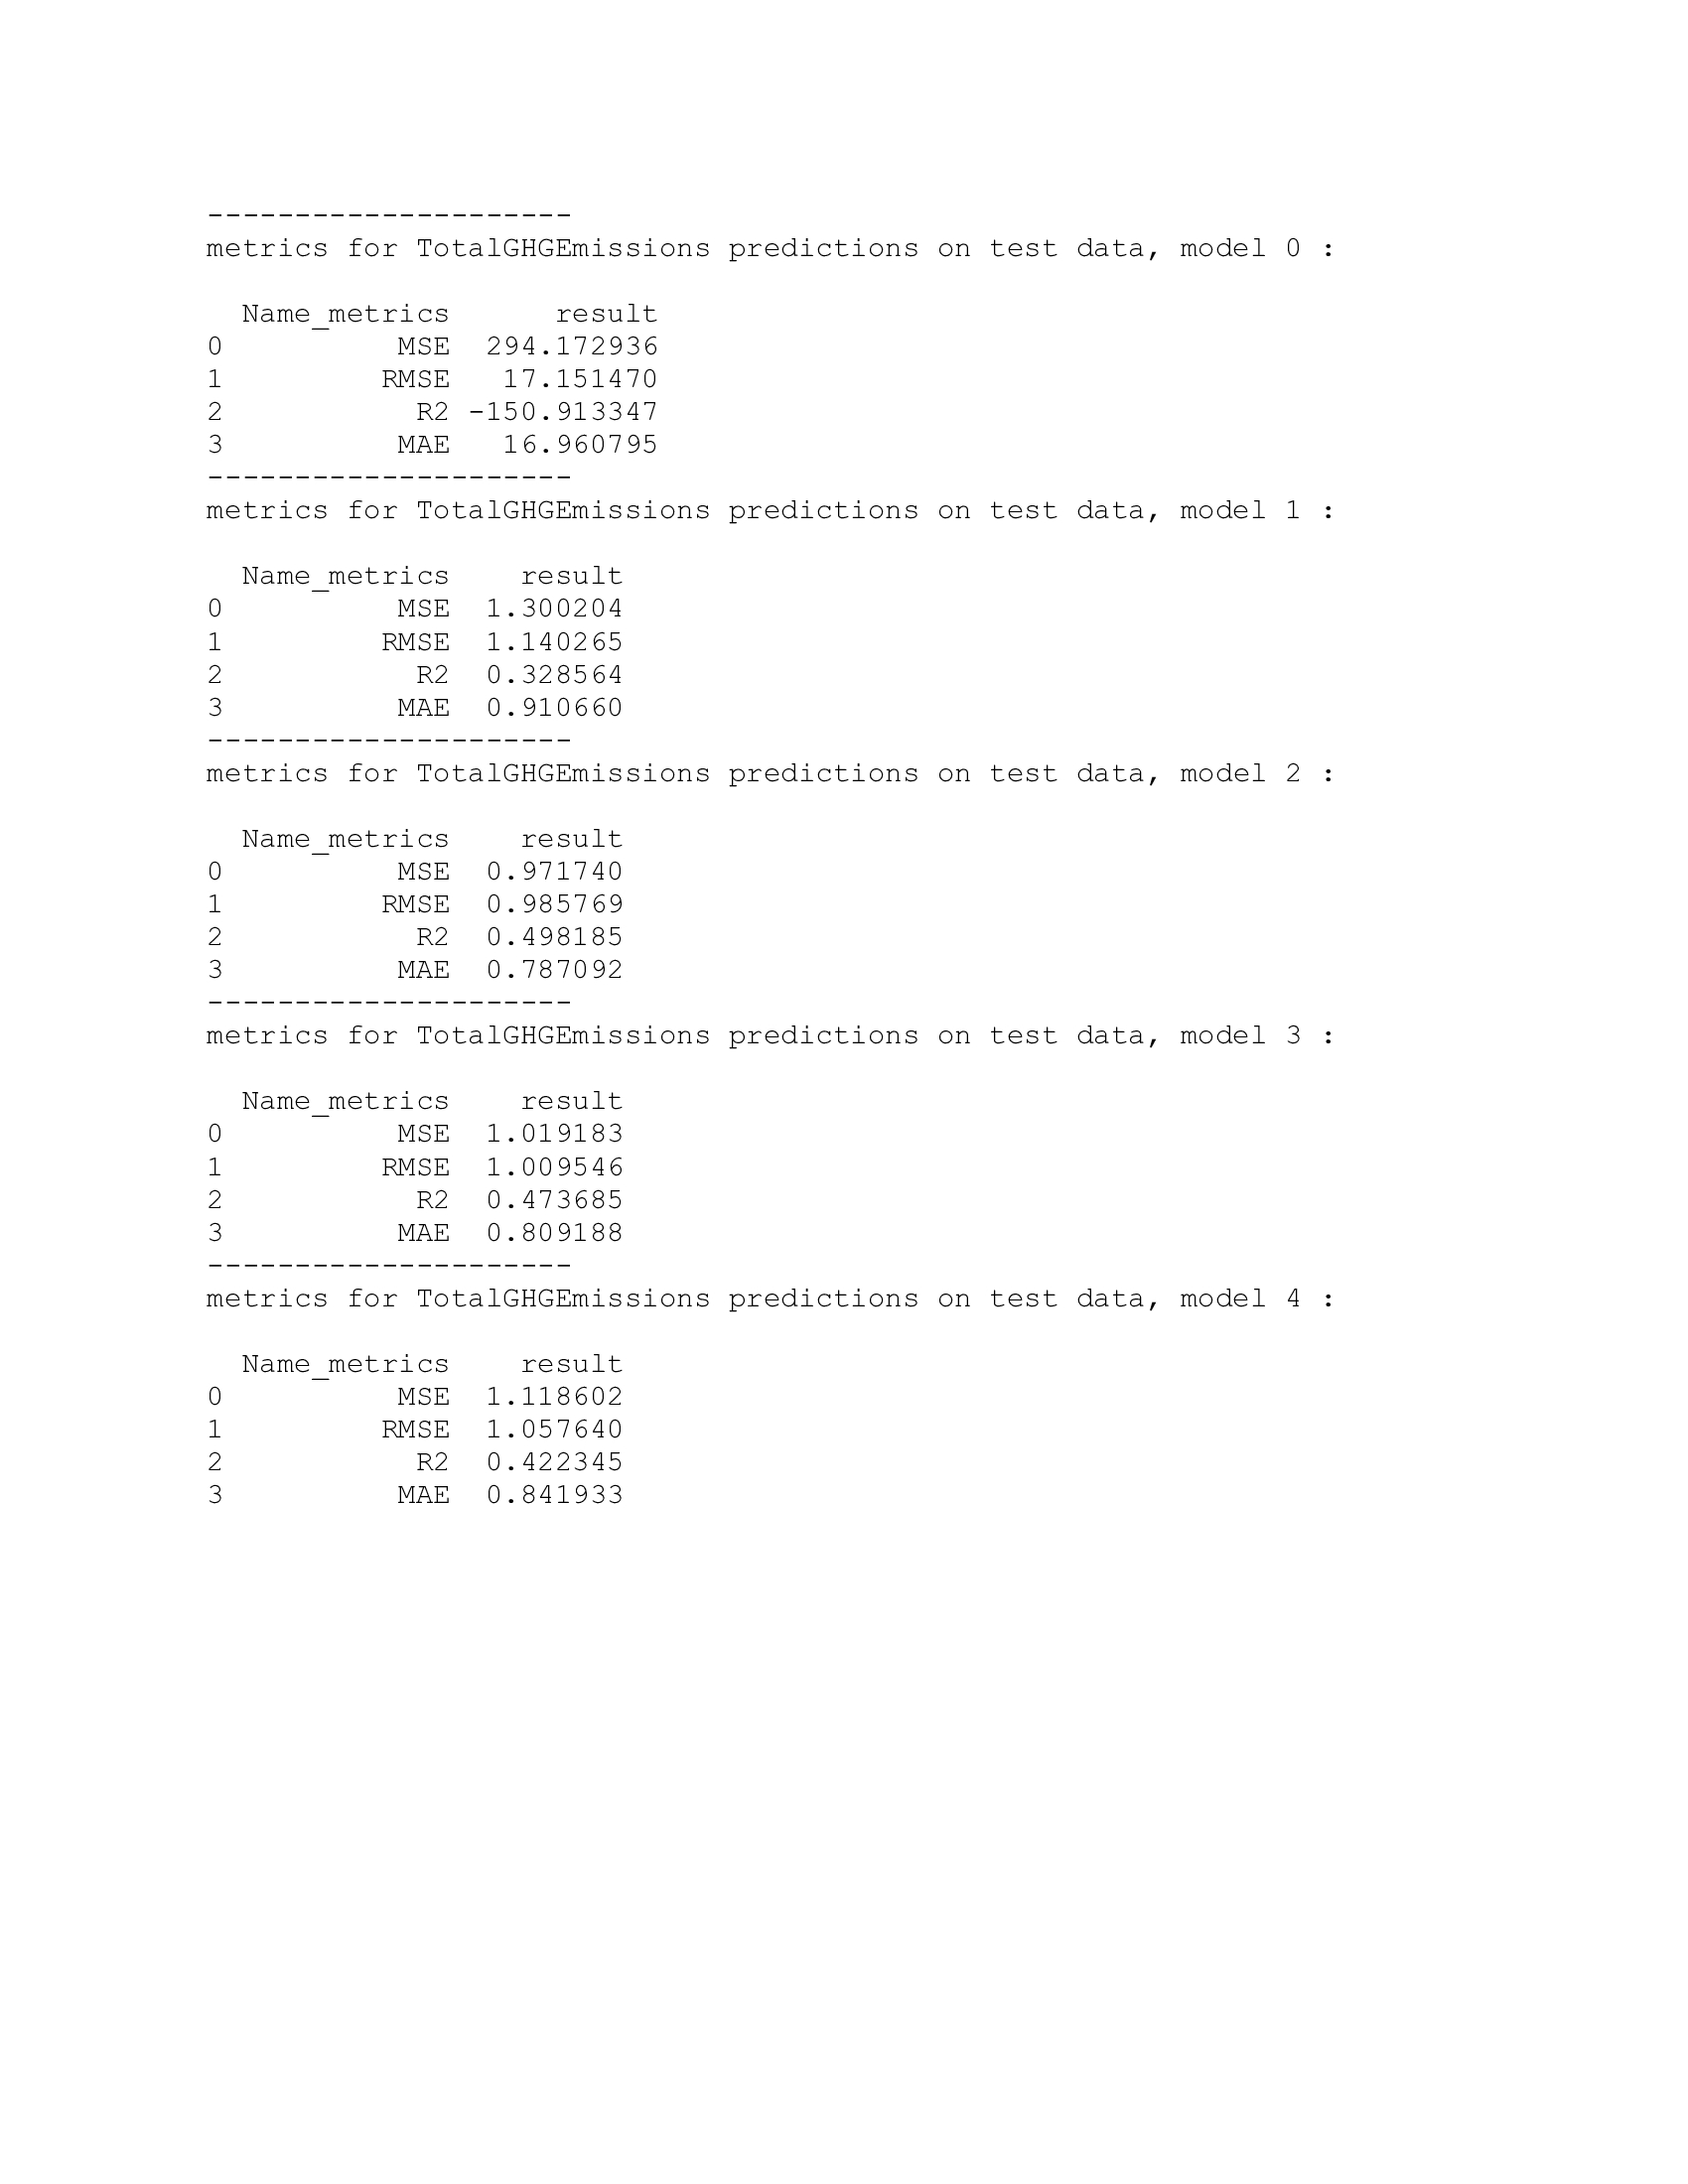 ---------------------
metrics for TotalGHGEmissions predictions on test data, model 0 :
  Name_metrics      result
0          MSE  294.172936
1         RMSE   17.151470
2           R2 -150.913347
3          MAE   16.960795
---------------------
metrics for TotalGHGEmissions predictions on test data, model 1 :
  Name_metrics    result
0          MSE  1.300204
1         RMSE  1.140265
2           R2  0.328564
3          MAE  0.910660
---------------------
metrics for TotalGHGEmissions predictions on test data, model 2 :
  Name_metrics    result
0          MSE  0.971740
1         RMSE  0.985769
2           R2  0.498185
3          MAE  0.787092
---------------------
metrics for TotalGHGEmissions predictions on test data, model 3 :
  Name_metrics    result
0          MSE  1.019183
1         RMSE  1.009546
2           R2  0.473685
3          MAE  0.809188
---------------------
metrics for TotalGHGEmissions predictions on test data, model 4 :
  Name_metrics    result
0          MSE  1.118602
1         RMSE  1.057640
2           R2  0.422345
3          MAE  0.841933